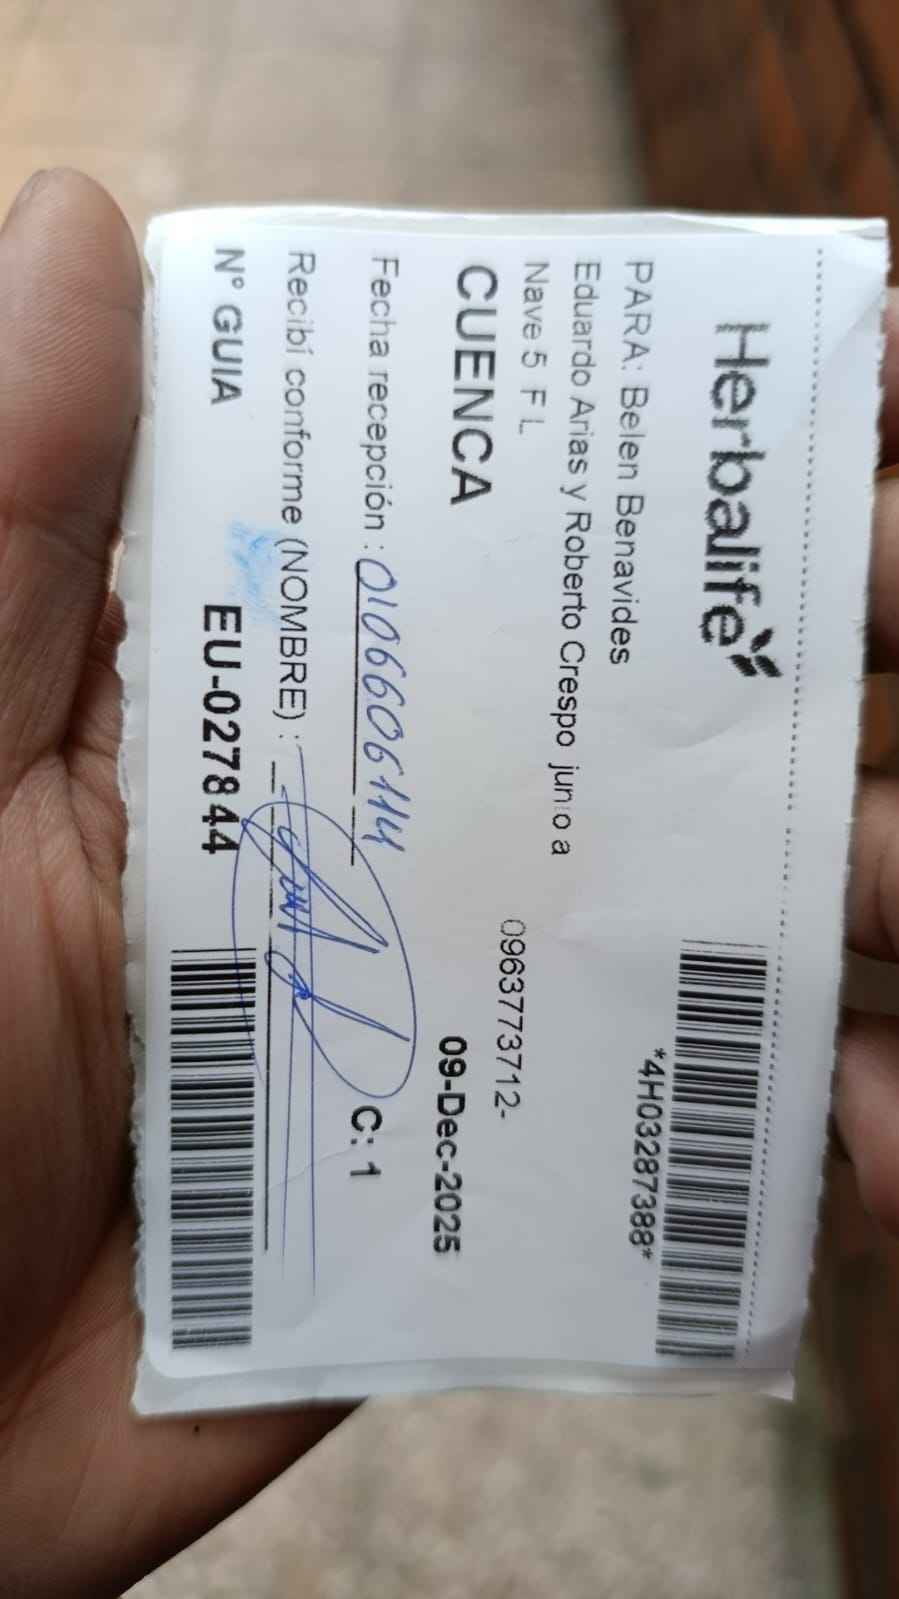 Herbalife
*4H03287388*
PARA: Belen Benavides
Eduardo Arias y Roberto Crespo junto a
Nave 5 F L
0963773712-
CUENCA
09-Dec-2025
Fecha recepción : 0106606114
C: 1
Recibí conforme (NOMBRE) :
N° GUIA EU-027844